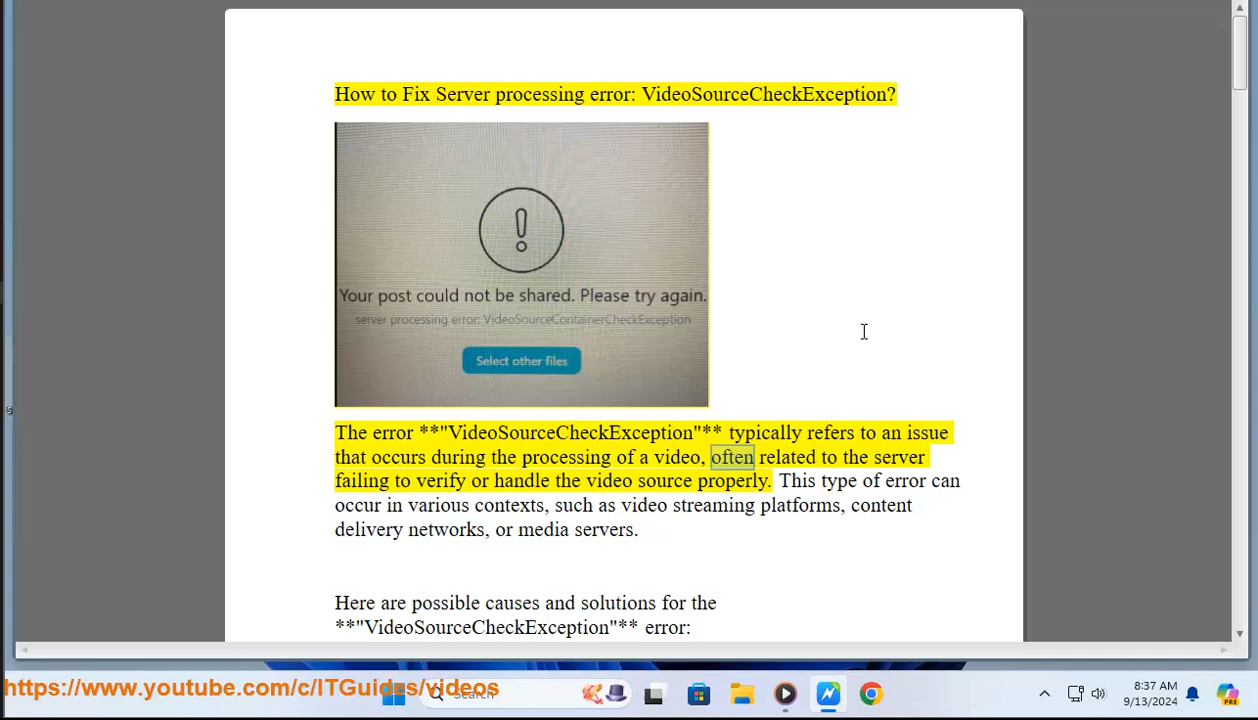 How to Fix Server processing error: VideoSourceCheckException?
Your post could not be shared. Please try again.
server processing error: VideoSourceContainerCheckException
Select other files
The error **"VideoSourceCheckException"** typically refers to an issue
that occurs during the processing of a video, often related to the server
failing to verify or handle the video source properly. This type of error can
occur in various contexts, such as video streaming platforms, content
delivery networks, or media servers.
Here are possible causes and solutions for the
**"VideoSourceCheckException"** error:
https://www.youtube.com/c/ITGuides/videos
Search
8:37 AM
9/13/2024
PRE